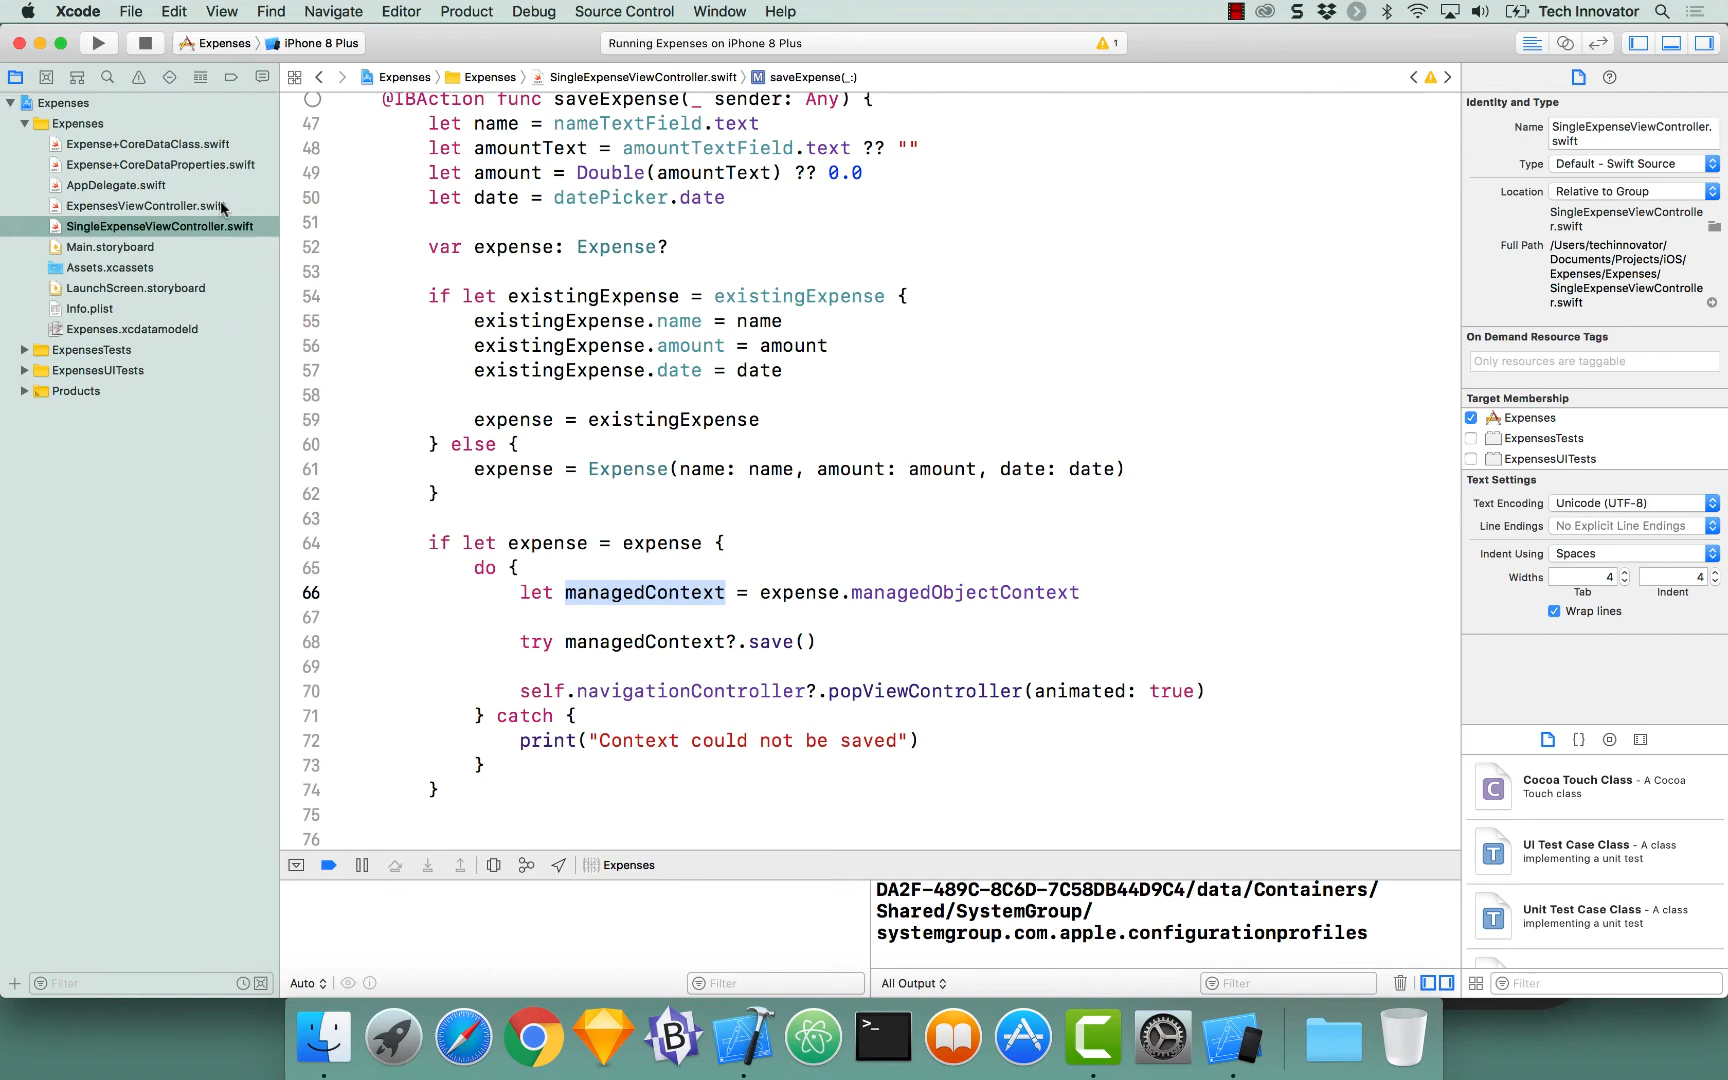 Xcode File Edit View Find Navigate Editor Product Debug Source Control Window Help Tech Innovator
Expenses iPhone 8 Plus Running Expenses on iPhone 8 Plus 1
Expenses Expenses SingleExpenseViewController.swift M saveExpense(_:)
Expenses
Expenses
Expense+CoreDataClass.swift
Expense+CoreDataProperties.swift
AppDelegate.swift
ExpensesViewController.swift
SingleExpenseViewController.swift
Main.storyboard
Assets.xcassets
LaunchScreen.storyboard
Info.plist
Expenses.xcdatamodeld
ExpensesTests
ExpensesUITests
Products
Filter
@IBAction func saveExpense(_ sender: Any) {
47 let name = nameTextField.text
48 let amountText = amountTextField.text ?? ""
49 let amount = Double(amountText) ?? 0.0
50 let date = datePicker.date
51
52 var expense: Expense?
53
54 if let existingExpense = existingExpense {
55 existingExpense.name = name
56 existingExpense.amount = amount
57 existingExpense.date = date
58
59 expense = existingExpense
60 } else {
61 expense = Expense(name: name, amount: amount, date: date)
62 }
63
64 if let expense = expense {
65 do {
66 let managedContext = expense.managedObjectContext
67
68 try managedContext?.save()
69
70 self.navigationController?.popViewController(animated: true)
71 } catch {
72 print("Context could not be saved")
73 }
74 }
75
76
Expenses
DA2F-489C-8C6D-7C58DB44D9C4/data/Containers/
Shared/SystemGroup/
systemgroup.com.apple.configurationprofiles
Auto Filter All Output Filter
Identity and Type
Name SingleExpenseViewController.
swift
Type Default - Swift Source
Location Relative to Group
SingleExpenseViewControlle
r.swift
Full Path /Users/techinnovator/
Documents/Projects/iOS/
Expenses/Expenses/
SingleExpenseViewControlle
r.swift
On Demand Resource Tags
Only resources are taggable
Target Membership
Expenses
ExpensesTests
ExpensesUITests
Text Settings
Text Encoding Unicode (UTF-8)
Line Endings No Explicit Line Endings
Indent Using Spaces
Widths 4 4
Tab Indent
Wrap lines
C Cocoa Touch Class - A Cocoa
Touch class
T UI Test Case Class - A class
implementing a unit test
T Unit Test Case Class - A class
implementing a unit test
Filter